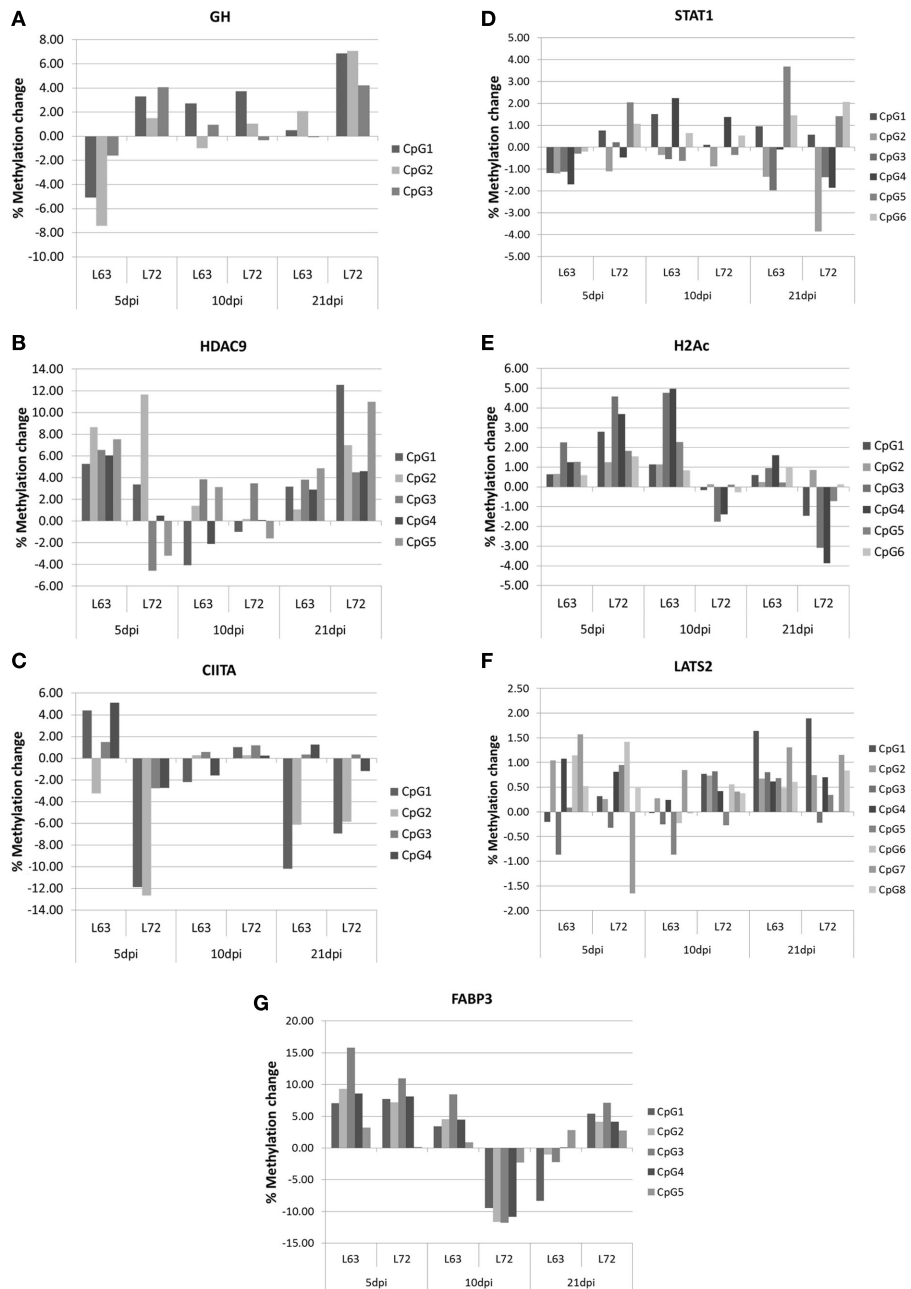 A
GH
% Methylation change
8.00
6.00
4.00
2.00
0.00
-2.00
-4.00
-6.00
-8.00
-10.00
L63 L72 L63 L72 L63 L72
5dpi 10dpi 21dpi
CpG1
CpG2
CpG3
B
HDAC9
% Methylation change
14.00
12.00
10.00
8.00
6.00
4.00
2.00
0.00
-2.00
-4.00
-6.00
L63 L72 L63 L72 L63 L72
5dpi 10dpi 21dpi
CpG1
CpG2
CpG3
CpG4
CpG5
C
CIITA
% Methylation change
6.00
4.00
2.00
0.00
-2.00
-4.00
-6.00
-8.00
-10.00
-12.00
-14.00
L63 L72 L63 L72 L63 L72
5dpi 10dpi 21dpi
CpG1
CpG2
CpG3
CpG4
D
STAT1
% Methylation change
5.00
4.00
3.00
2.00
1.00
0.00
-1.00
-2.00
-3.00
-4.00
-5.00
L63 L72 L63 L72 L63 L72
5dpi 10dpi 21dpi
CpG1
CpG2
CpG3
CpG4
CpG5
CpG6
E
H2Ac
% Methylation change
6.00
5.00
4.00
3.00
2.00
1.00
0.00
-1.00
-2.00
-3.00
-4.00
-5.00
L63 L72 L63 L72 L63 L72
5dpi 10dpi 21dpi
CpG1
CpG2
CpG3
CpG4
CpG5
CpG6
F
LATS2
% Methylation change
2.50
2.00
1.50
1.00
0.50
0.00
-0.50
-1.00
-1.50
-2.00
L63 L72 L63 L72 L63 L72
5dpi 10dpi 21dpi
CpG1
CpG2
CpG3
CpG4
CpG5
CpG6
CpG7
CpG8
G
FABP3
% Methylation change
20.00
15.00
10.00
5.00
0.00
-5.00
-10.00
-15.00
L63 L72 L63 L72 L63 L72
5dpi 10dpi 21dpi
CpG1
CpG2
CpG3
CpG4
CpG5